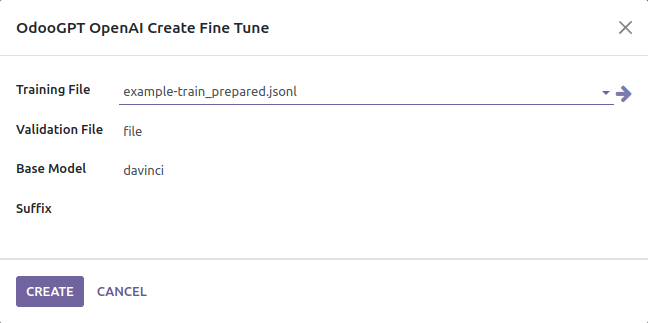 OdooGPT OpenAI Create Fine Tune
Training File example-train_prepared.jsonl
Validation File file
Base Model davinci
Suffix
CREATE CANCEL